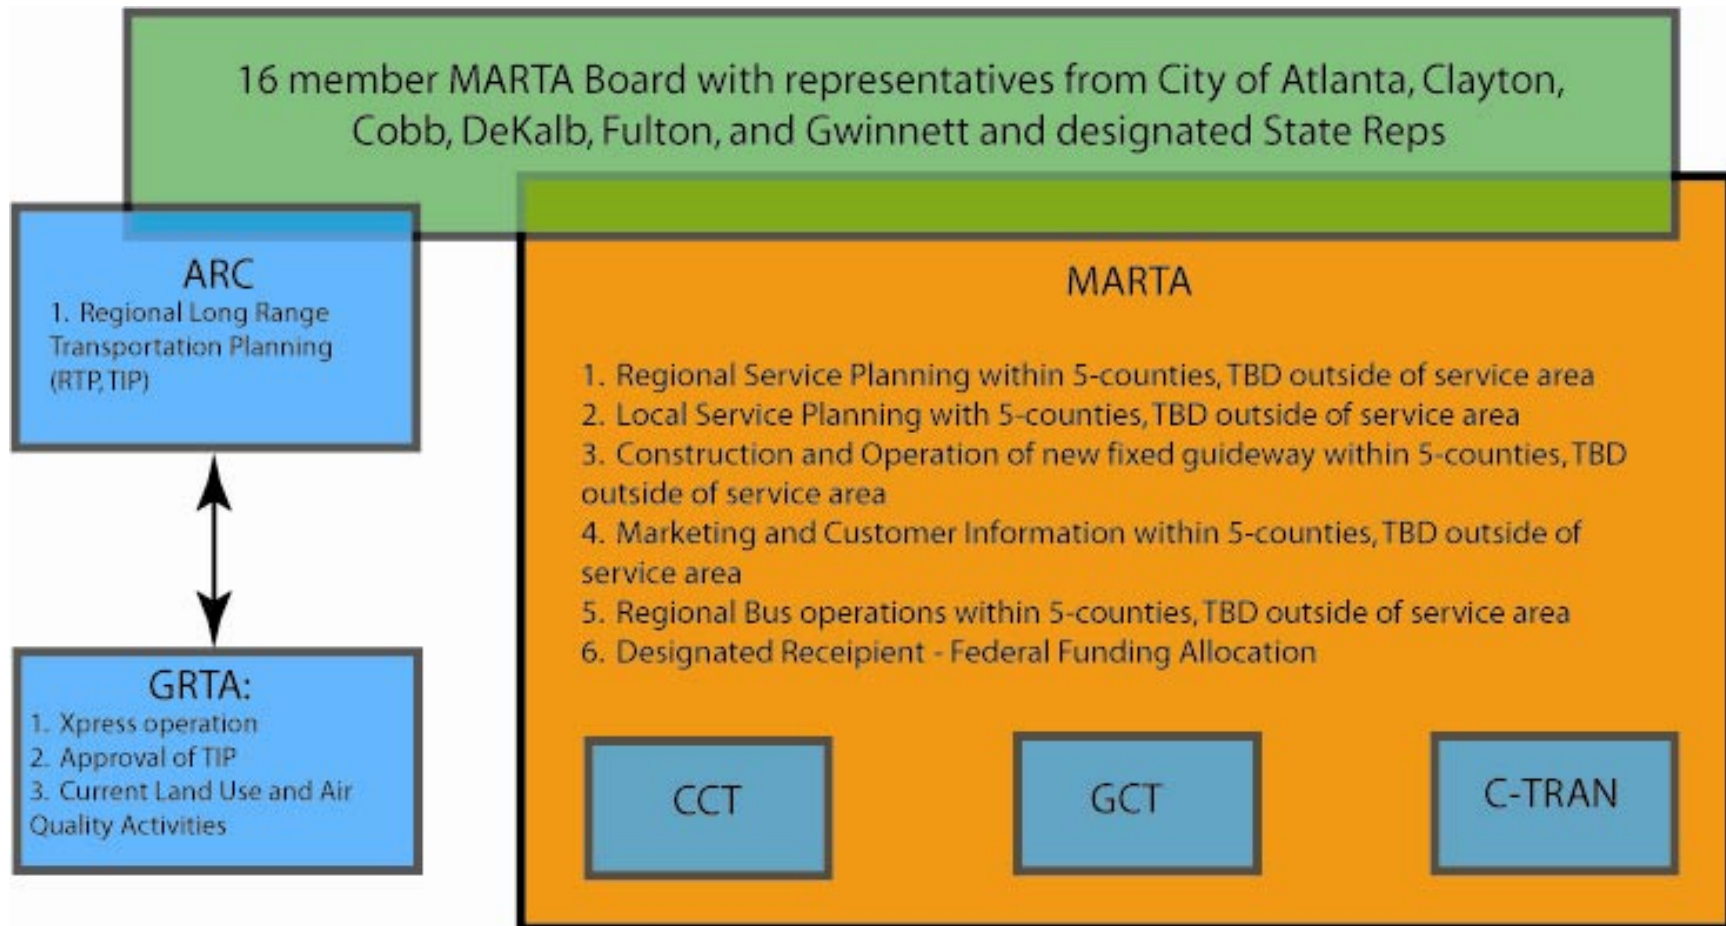 16 member MARTA Board with representatives from City of Atlanta, Clayton,
Cobb, DeKalb, Fulton, and Gwinnett and designated State Reps
ARC
1. Regional Long Range
Transportation Planning
(RTP, TIP)
GRTA:
1. Xpress operation
2. Approval of TIP
3. Current Land Use and Air
Quality Activities
MARTA
1. Regional Service Planning within 5-counties, TBD outside of service area
2. Local Service Planning with 5-counties, TBD outside of service area
3. Construction and Operation of new fixed guideway within 5-counties, TBD
outside of service area
4. Marketing and Customer Information within 5-counties, TBD outside of
service area
5. Regional Bus operations within 5-counties, TBD outside of service area
6. Designated Receipient - Federal Funding Allocation
CCT
GCT
C-TRAN